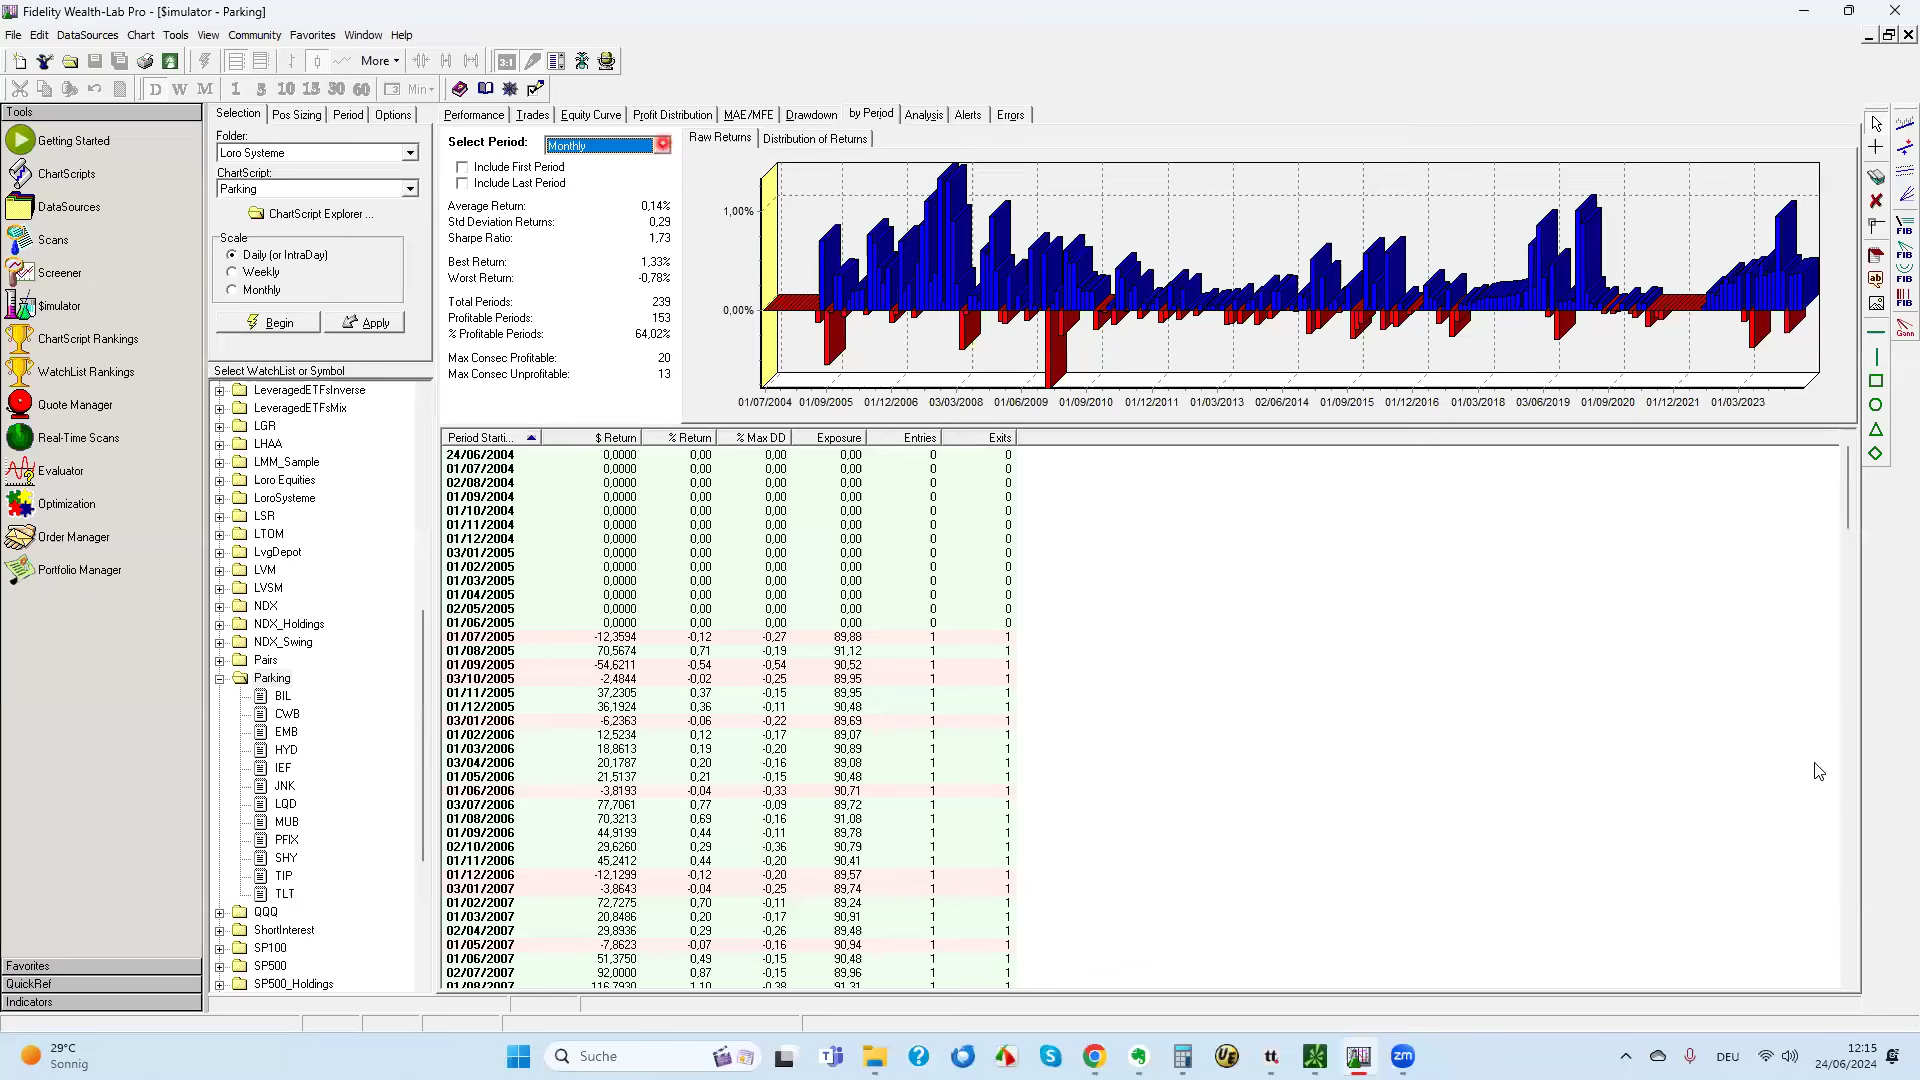 Fidelity Wealth-Lab Pro - [$imulator - Parking]
File Edit DataSources Chart Tools View Community Favorites Window Help
More
3:1
D W M 1 5 10 15 30 60 3 Min
Tools
Getting Started
ChartScripts
DataSources
Scans
Screener
$imulator
ChartScript Rankings
WatchList Rankings
Quote Manager
Real-Time Scans
Evaluator
Optimization
Order Manager
Portfolio Manager
Favorites
QuickRef
Indicators
Selection Pos Sizing Period Options
Folder:
Loro Systeme
ChartScript:
Parking
ChartScript Explorer ...
Scale
Daily (or IntraDay)
Weekly
Monthly
Begin Apply
Select WatchList or Symbol
LeveragedETFsInverse
LeveragedETFsMix
LGR
LHAA
LMM_Sample
Loro Equities
LoroSysteme
LSR
LTOM
LvgDepot
LVM
LVSM
NDX
NDX_Holdings
NDX_Swing
Pairs
Parking
BIL
CWB
EMB
HYD
IEF
JNK
LQD
MUB
PFIX
SHY
TIP
TLT
QQQ
ShortInterest
SP100
SP500
SP500_Holdings
Performance Trades Equity Curve Profit Distribution MAE/MFE Drawdown by Period Analysis Alerts Errors
Select Period: Monthly
Include First Period
Include Last Period
Average Return: 0,14%
Std Deviation Returns: 0,29
Sharpe Ratio: 1,73
Best Return: 1,33%
Worst Return: -0,78%
Total Periods: 239
Profitable Periods: 153
% Profitable Periods: 64,02%
Max Consec Profitable: 20
Max Consec Unprofitable: 13
Raw Returns Distribution of Returns
1,00%
0,00%
01/07/2004 01/09/2005 01/12/2006 03/03/2008 01/06/2009 01/09/2010 01/12/2011 01/03/2013 02/06/2014 01/09/2015 01/12/2016 01/03/2018 03/06/2019 01/09/2020 01/12/2021 01/03/2023
Period Starti... $ Return % Return % Max DD Exposure Entries Exits
24/06/2004 0,0000 0,00 0,00 0,00 0 0
01/07/2004 0,0000 0,00 0,00 0,00 0 0
02/08/2004 0,0000 0,00 0,00 0,00 0 0
01/09/2004 0,0000 0,00 0,00 0,00 0 0
01/10/2004 0,0000 0,00 0,00 0,00 0 0
01/11/2004 0,0000 0,00 0,00 0,00 0 0
01/12/2004 0,0000 0,00 0,00 0,00 0 0
03/01/2005 0,0000 0,00 0,00 0,00 0 0
01/02/2005 0,0000 0,00 0,00 0,00 0 0
01/03/2005 0,0000 0,00 0,00 0,00 0 0
01/04/2005 0,0000 0,00 0,00 0,00 0 0
02/05/2005 0,0000 0,00 0,00 0,00 0 0
01/06/2005 0,0000 0,00 0,00 0,00 0 0
01/07/2005 -12,3594 -0,12 -0,27 89,88 1 1
01/08/2005 70,5674 0,71 -0,19 91,12 1 1
01/09/2005 -54,6211 -0,54 -0,54 90,52 1 1
03/10/2005 -2,4844 -0,02 -0,25 89,95 1 1
01/11/2005 37,2305 0,37 -0,15 89,95 1 1
01/12/2005 36,1924 0,36 -0,11 90,48 1 1
03/01/2006 -6,2363 -0,06 -0,22 89,69 1 1
01/02/2006 12,5234 0,12 -0,17 89,07 1 1
01/03/2006 18,8613 0,19 -0,20 90,89 1 1
03/04/2006 20,1787 0,20 -0,16 89,08 1 1
01/05/2006 21,5137 0,21 -0,15 90,48 1 1
01/06/2006 -3,8193 -0,04 -0,33 90,71 1 1
03/07/2006 77,7061 0,77 -0,09 89,72 1 1
01/08/2006 70,3213 0,69 -0,16 91,08 1 1
01/09/2006 44,9199 0,44 -0,11 89,78 1 1
02/10/2006 29,6260 0,29 -0,36 90,79 1 1
01/11/2006 45,2412 0,44 -0,20 90,41 1 1
01/12/2006 -12,1299 -0,12 -0,20 89,57 1 1
03/01/2007 -3,8643 -0,04 -0,25 89,74 1 1
01/02/2007 72,7275 0,70 -0,11 89,24 1 1
01/03/2007 20,8486 0,20 -0,17 90,91 1 1
02/04/2007 29,8936 0,29 -0,26 89,48 1 1
01/05/2007 -7,8623 -0,07 -0,16 90,94 1 1
01/06/2007 51,3750 0,49 -0,15 90,48 1 1
02/07/2007 92,0000 0,87 -0,15 89,96 1 1
01/08/2007 116,7930 1,10 -0,38 91,31 1 1
FIB
FIB
FIB
FIB
Gann
29°C
Sonnig
Suche
UE
tt
zm
DEU
12:15
24/06/2024